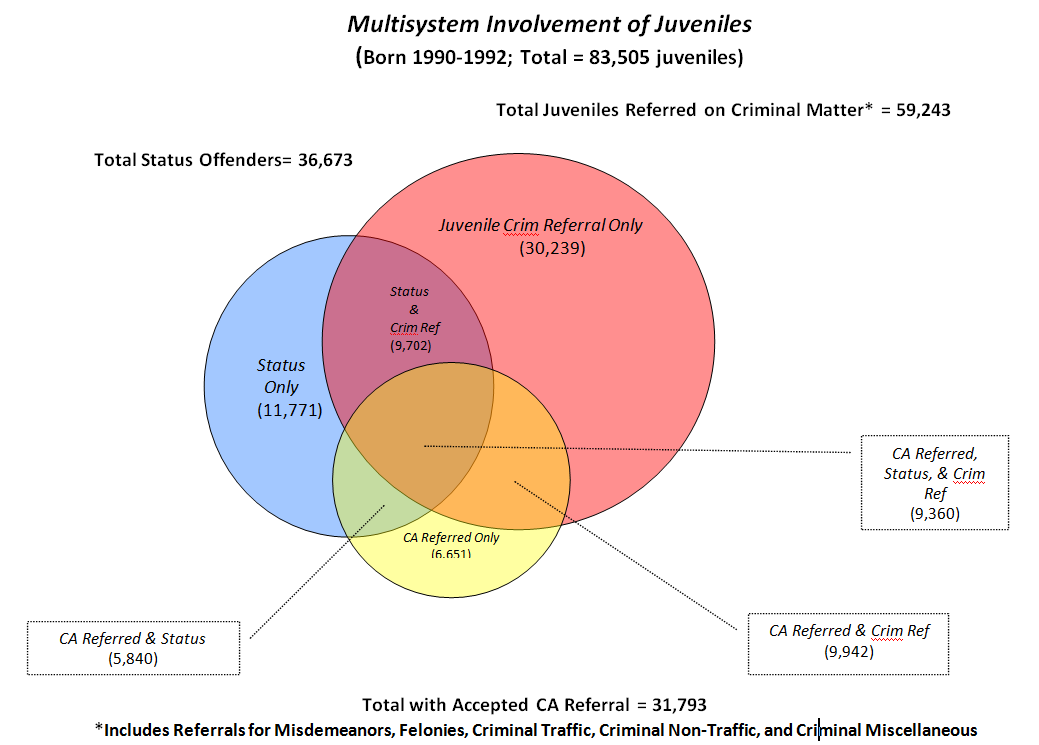 Multisystem Involvement of Juveniles
(Born 1990-1992; Total = 83,505 juveniles)
Total Juveniles Referred on Criminal Matter* = 59,243
Total Status Offenders= 36,673
Juvenile Crim Referral Only
(30,239)
Status
&
Crim Ref
(9,702)
Status
Only
(11,771)
CA Referred,
Status, & Crim
Ref
(9,360)
CA Referred Only
(6,651)
CA Referred & Status
(5,840)
CA Referred & Crim Ref
(9,942)
Total with Accepted CA Referral = 31,793
*Includes Referrals for Misdemeanors, Felonies, Criminal Traffic, Criminal Non-Traffic, and Criminal Miscellaneous